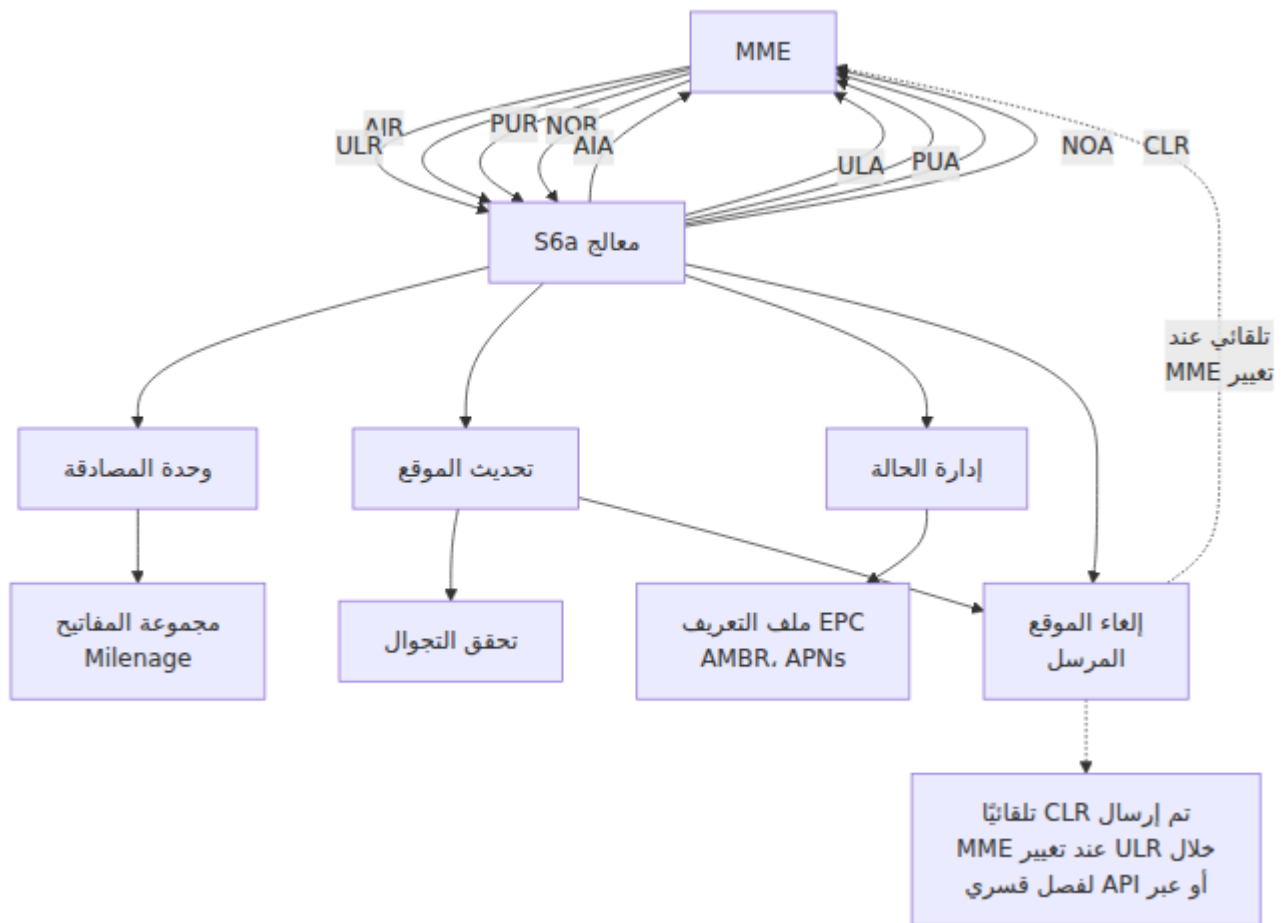 MME
AIR
ULR
PUR
NOR
AIA
ULA
PUA
NOA
CLR
معالج S6a
تلقائي عند
تغيير MME
وحدة المصادقة
تحديث الموقع
إدارة الحالة
مجموعة المفاتيح
Milenage
تحقق التجوال
ملف التعريف EPC
AMBR، APNs
إلغاء الموقع
المرسل
تم إرسال CLR تلقائيًا
خلال ULR عند تغيير MME
أو عبر API لفصل قسري